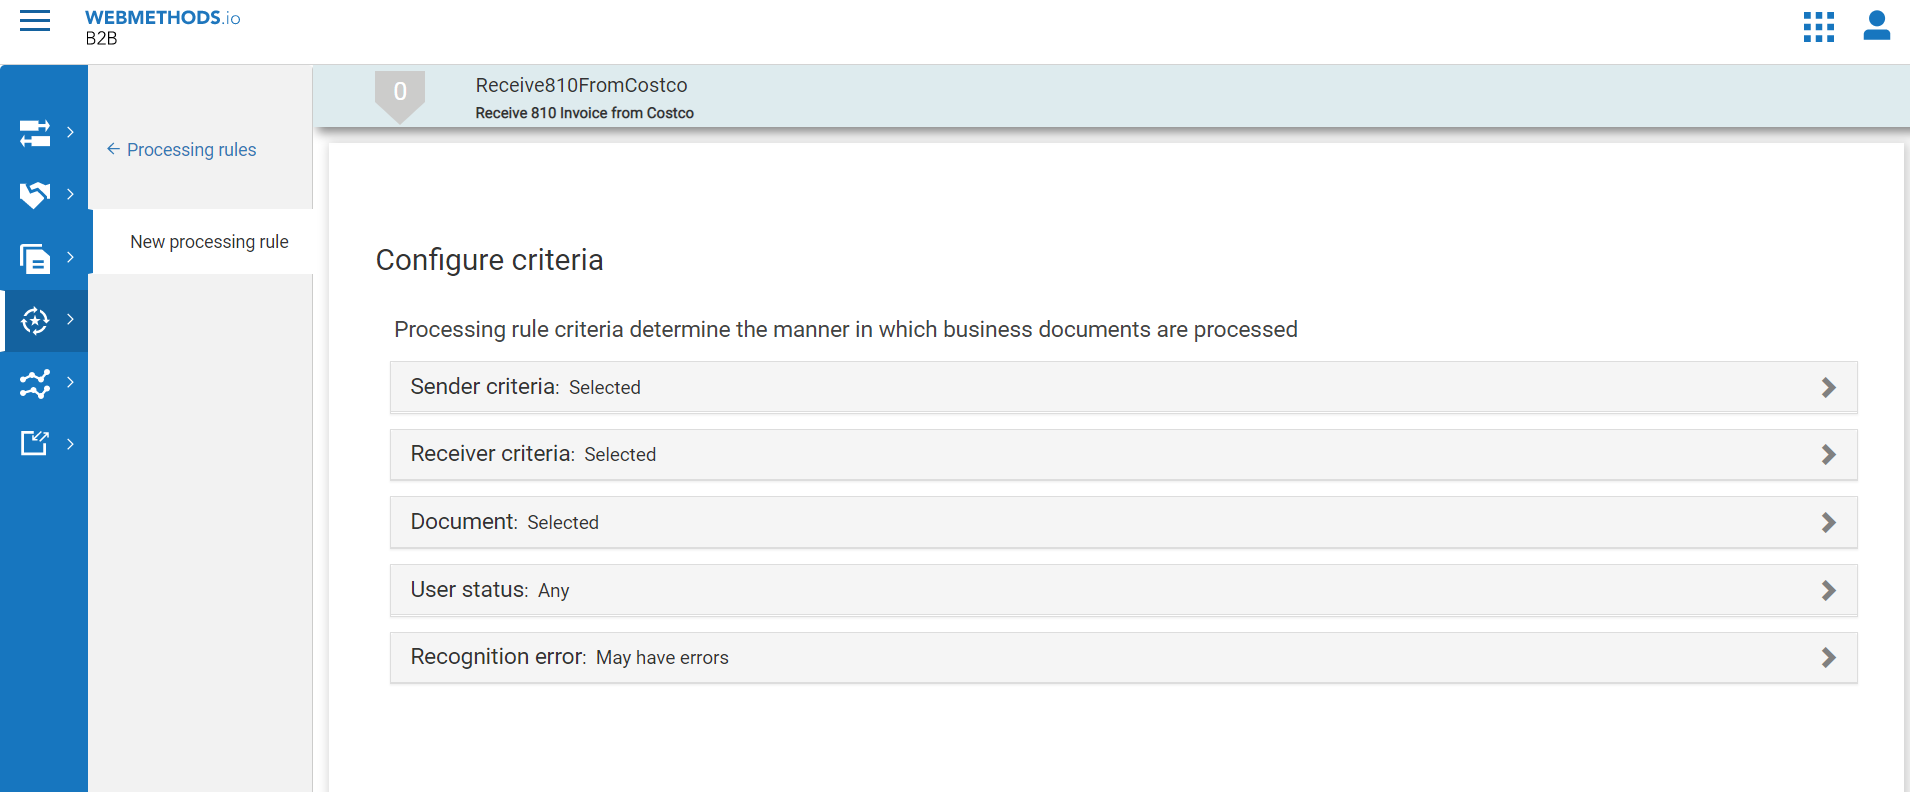 WEBMETHODS.io
B2B
0
Receive810FromCostco
Receive 810 Invoice from Costco
Processing rules
New processing rule
Configure criteria
Processing rule criteria determine the manner in which business documents are processed
Sender criteria: Selected
Receiver criteria: Selected
Document: Selected
User status: Any
Recognition error: May have errors